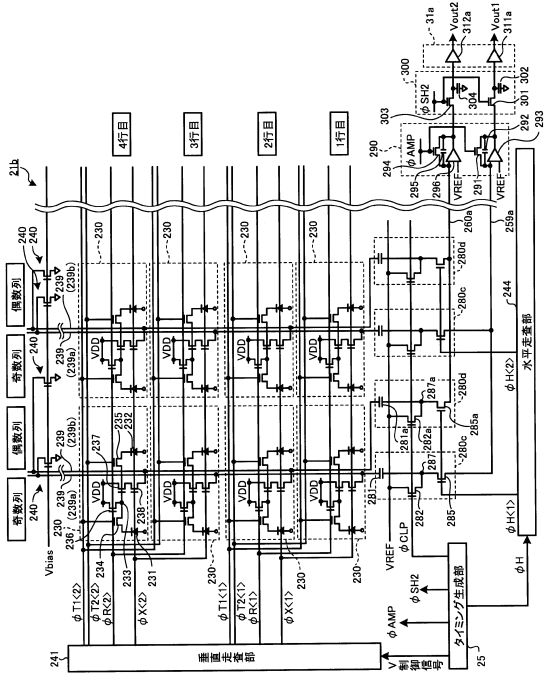 21b
奇数列
偶数列
奇数列
偶数列
240
240
240
240
239
(239a)
239
(239b)
239
(239a)
239
(239b)
Vbias
4行目
3行目
2行目
1行目
230
230
230
230
230
230
230
230
236
234
237
235
232
233
238
231
VDD
VDD
VDD
VDD
VDD
VDD
VDD
VDD
φT1<2>
φT2<2>
φR<2>
φX<2>
φT1<1>
φT2<1>
φR<1>
φX<1>
241
垂直走査部
V
制御信号
25
タイミング生成部
φAMP
φSH2
φH
VREF
φCLP
281
282
287
285
280c
281a
282a
287a
285a
280d
280c
280d
φH<1>
φH<2>
244
水平走査部
259a
260a
290
φAMP
294
295
296
VREF
291
292
293
VREF
300
φSH2
303
304
301
302
31a
312a
311a
Vout2
Vout1